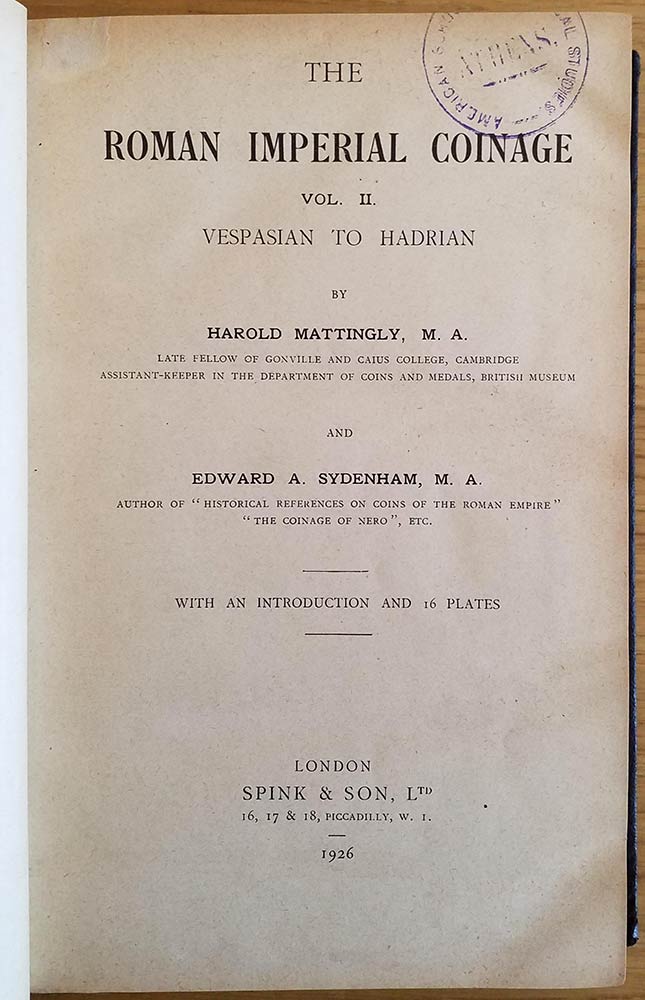 AMERICAN
STUDIES
ATHENS.
THE
ROMAN IMPERIAL COINAGE
VOL. II.
VESPASIAN TO HADRIAN
BY
HAROLD MATTINGLY, M. A.
LATE FELLOW OF GONVILLE AND CAIUS COLLEGE, CAMBRIDGE
ASSISTANT-KEEPER IN THE DEPARTMENT OF COINS AND MEDALS, BRITISH MUSEUM
AND
EDWARD A. SYDENHAM, M. A.
AUTHOR OF “ HISTORICAL REFERENCES ON COINS OF THE ROMAN EMPIRE ”
“ THE COINAGE OF NERO ”, ETC.
WITH AN INTRODUCTION AND 16 PLATES
LONDON
SPINK & SON, LTD
16, 17 & 18, PICCADILLY, W. 1.
1926